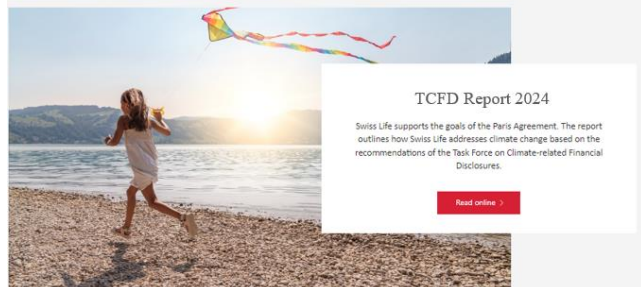 TCFD Report 2024
Swiss Life supports the goals of the Paris Agreement. The report
outlines how Swiss Life addresses climate change based on the
recommendations of the Task Force on Climate-related Financial
Disclosures.
Read online >